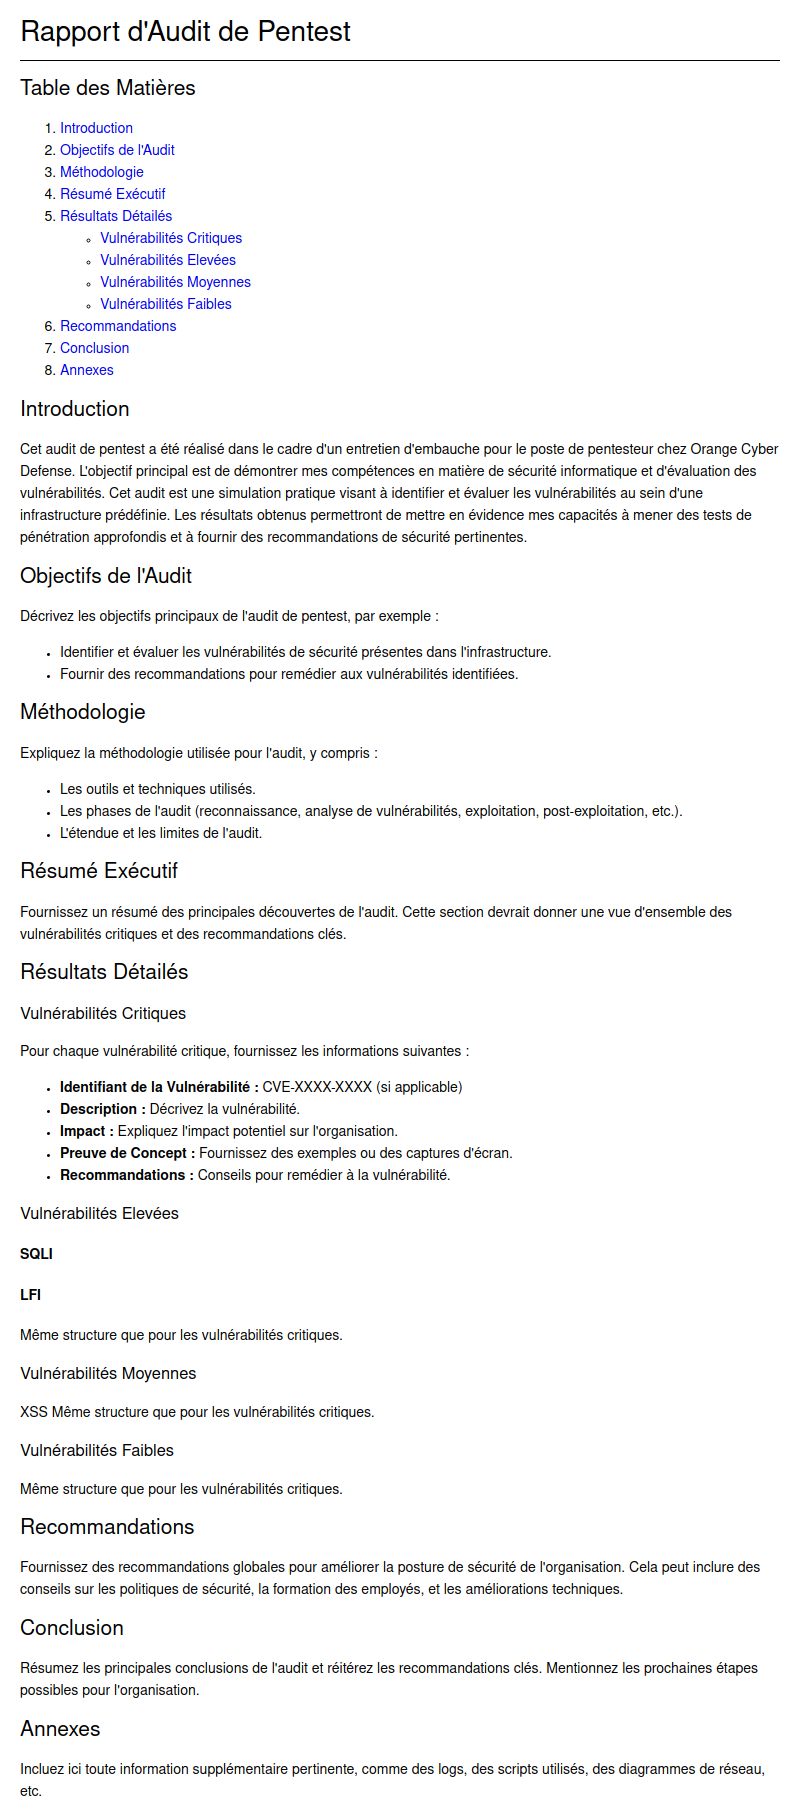 Rapport d'Audit de Pentest
Table des Matières
1. Introduction
2. Objectifs de l'Audit
3. Méthodologie
4. Résumé Exécutif
5. Résultats Détailés
◦ Vulnérabilités Critiques
◦ Vulnérabilités Elevées
◦ Vulnérabilités Moyennes
◦ Vulnérabilités Faibles
6. Recommandations
7. Conclusion
8. Annexes
Introduction
Cet audit de pentest a été réalisé dans le cadre d'un entretien d'embauche pour le poste de pentesteur chez Orange Cyber
Defense. L'objectif principal est de démontrer mes compétences en matière de sécurité informatique et d'évaluation des
vulnérabilités. Cet audit est une simulation pratique visant à identifier et évaluer les vulnérabilités au sein d'une
infrastructure prédéfinie. Les résultats obtenus permettront de mettre en évidence mes capacités à mener des tests de
pénétration approfondis et à fournir des recommandations de sécurité pertinentes.
Objectifs de l'Audit
Décrivez les objectifs principaux de l'audit de pentest, par exemple :
• Identifier et évaluer les vulnérabilités de sécurité présentes dans l'infrastructure.
• Fournir des recommandations pour remédier aux vulnérabilités identifiées.
Méthodologie
Expliquez la méthodologie utilisée pour l'audit, y compris :
• Les outils et techniques utilisés.
• Les phases de l'audit (reconnaissance, analyse de vulnérabilités, exploitation, post-exploitation, etc.).
• L'étendue et les limites de l'audit.
Résumé Exécutif
Fournissez un résumé des principales découvertes de l'audit. Cette section devrait donner une vue d'ensemble des
vulnérabilités critiques et des recommandations clés.
Résultats Détailés
Vulnérabilités Critiques
Pour chaque vulnérabilité critique, fournissez les informations suivantes :
• Identifiant de la Vulnérabilité : CVE-XXXX-XXXX (si applicable)
• Description : Décrivez la vulnérabilité.
• Impact : Expliquez l'impact potentiel sur l'organisation.
• Preuve de Concept : Fournissez des exemples ou des captures d'écran.
• Recommandations : Conseils pour remédier à la vulnérabilité.
Vulnérabilités Elevées
SQLI
LFI
Même structure que pour les vulnérabilités critiques.
Vulnérabilités Moyennes
XSS Même structure que pour les vulnérabilités critiques.
Vulnérabilités Faibles
Même structure que pour les vulnérabilités critiques.
Recommandations
Fournissez des recommandations globales pour améliorer la posture de sécurité de l'organisation. Cela peut inclure des
conseils sur les politiques de sécurité, la formation des employés, et les améliorations techniques.
Conclusion
Résumez les principales conclusions de l'audit et réitérez les recommandations clés. Mentionnez les prochaines étapes
possibles pour l'organisation.
Annexes
Incluez ici toute information supplémentaire pertinente, comme des logs, des scripts utilisés, des diagrammes de réseau,
etc.